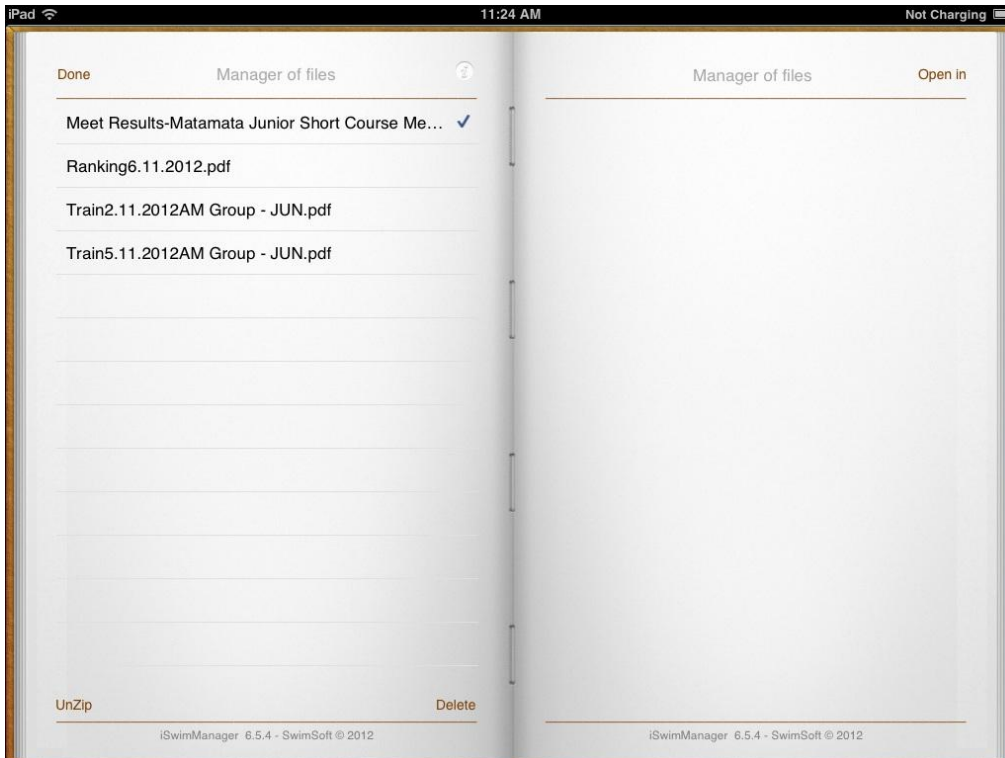 iPad 11:24 AM Not Charging
Done Manager of files
Meet Results-Matamata Junior Short Course Me...
Ranking6.11.2012.pdf
Train2.11.2012AM Group - JUN.pdf
Train5.11.2012AM Group - JUN.pdf
UnZip Delete
iSwimManager 6.5.4 - SwimSoft © 2012
Manager of files Open in
iSwimManager 6.5.4 - SwimSoft © 2012